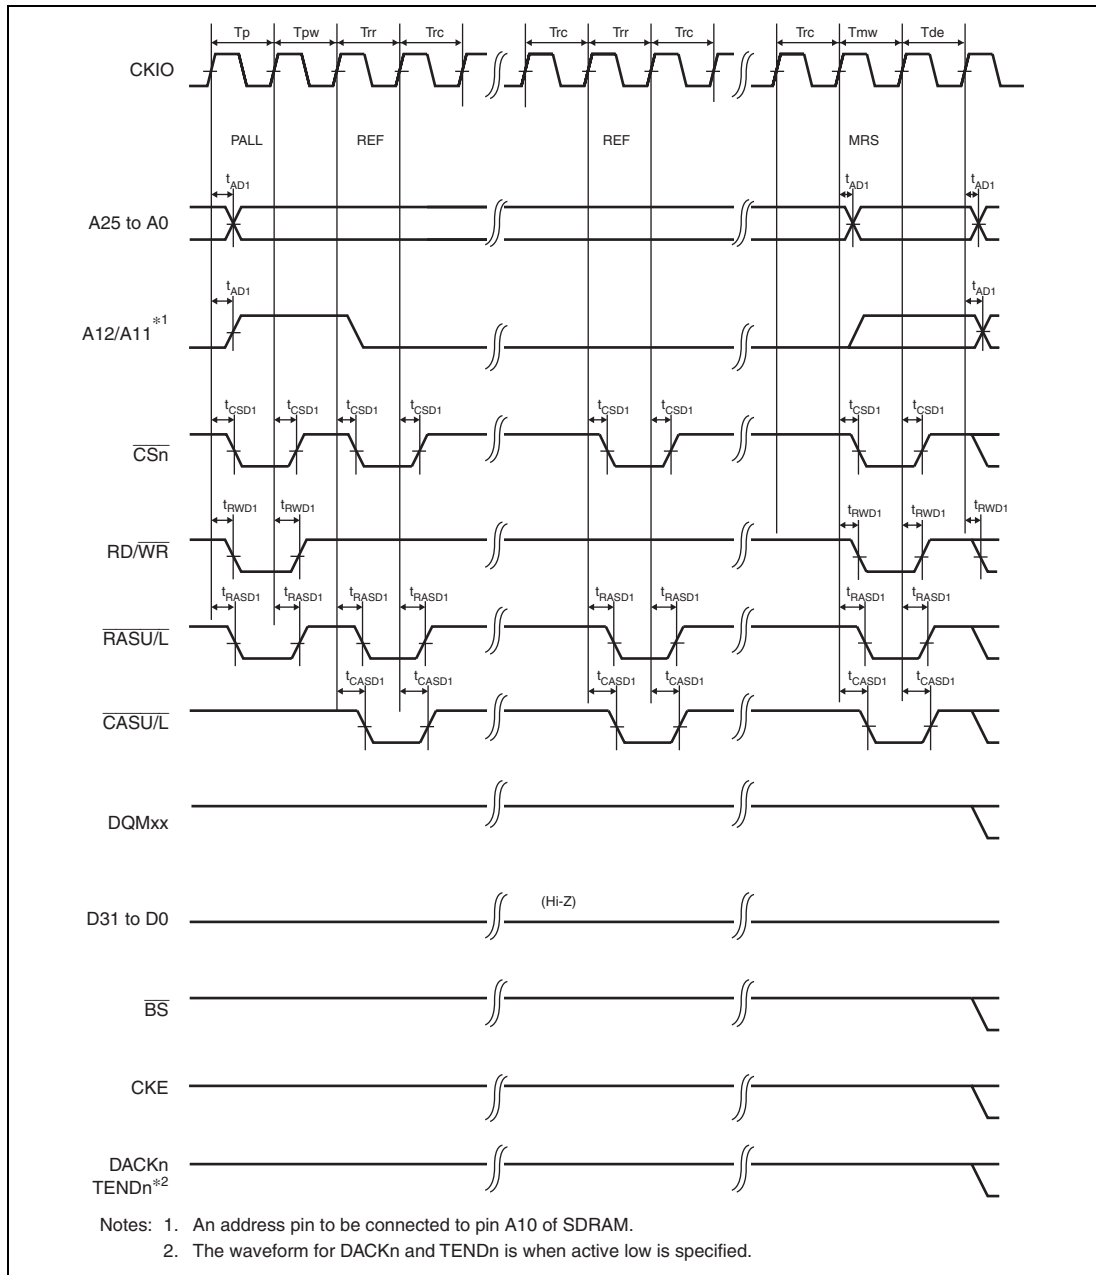 Tp Tpw Trr Trc Trc Trr Trc Trc Tmw Tde
CKIO
PALL REF REF MRS
tAD1 tAD1 tAD1
A25 to A0
tAD1 tAD1
A12/A11*1
tCSD1 tCSD1 tCSD1 tCSD1 tCSD1 tCSD1 tCSD1 tCSD1
CSn
tRWD1 tRWD1 tRWD1 tRWD1 tRWD1
RD/WR
tRASD1 tRASD1 tRASD1 tRASD1 tRASD1 tRASD1 tRASD1 tRASD1
RASU/L
tCASD1 tCASD1 tCASD1 tCASD1 tCASD1 tCASD1
CASU/L
DQMxx
(Hi-Z)
D31 to D0
BS
CKE
DACKn
TENDn*2
Notes: 1. An address pin to be connected to pin A10 of SDRAM.
2. The waveform for DACKn and TENDn is when active low is specified.